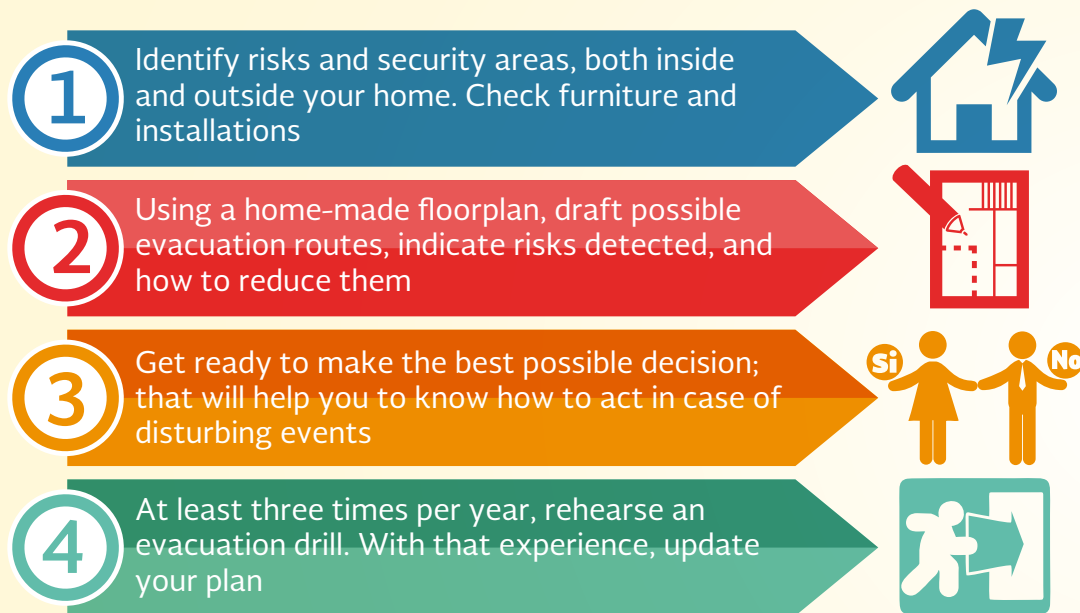 1
Identify risks and security areas, both inside
and outside your home. Check furniture and
installations
2
Using a home-made floorplan, draft possible
evacuation routes, indicate risks detected, and
how to reduce them
3
Get ready to make the best possible decision;
that will help you to know how to act in case of
disturbing events
Si
No
4
At least three times per year, rehearse an
evacuation drill. With that experience, update
your plan